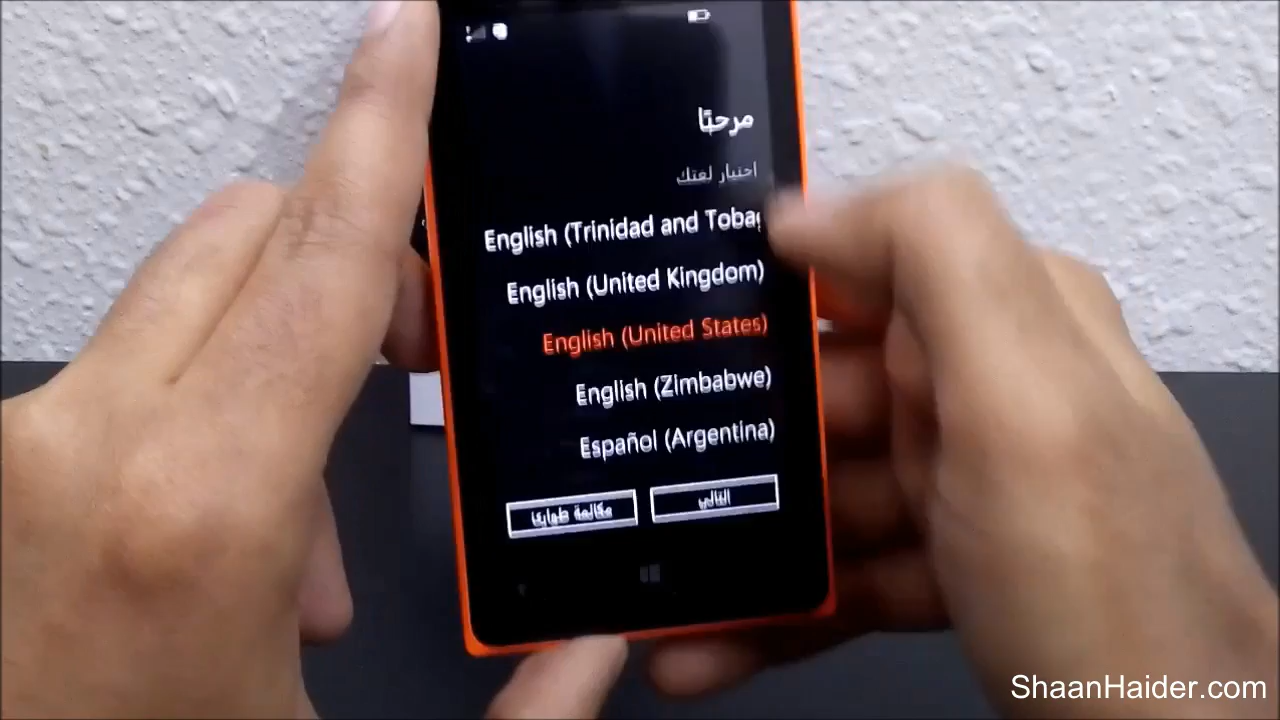 مرحبًا
اختيار لغتك
English (Trinidad and Tobag
English (United Kingdom)
English (United States)
English (Zimbabwe)
Español (Argentina)
التالي
مكالمة طوارئ
ShaanHaider.com